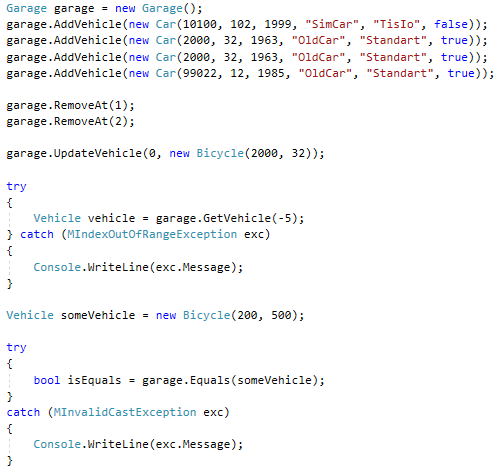 Garage garage = new Garage();
garage.AddVehicle(new Car(10100, 102, 1999, "SimCar", "TisIo", false));
garage.AddVehicle(new Car(2000, 32, 1963, "OldCar", "Standart", true));
garage.AddVehicle(new Car(2000, 32, 1963, "OldCar", "Standart", true));
garage.AddVehicle(new Car(99022, 12, 1985, "OldCar", "Standart", true));
garage.RemoveAt(1);
garage.RemoveAt(2);
garage.UpdateVehicle(0, new Bicycle(2000, 32));
try
{
Vehicle vehicle = garage.GetVehicle(-5);
} catch (MIndexOutOfRangeException exc)
{
Console.WriteLine(exc.Message);
}
Vehicle someVehicle = new Bicycle(200, 500);
try
{
bool isEquals = garage.Equals(someVehicle);
}
catch (MInvalidCastException exc)
{
Console.WriteLine(exc.Message);
}